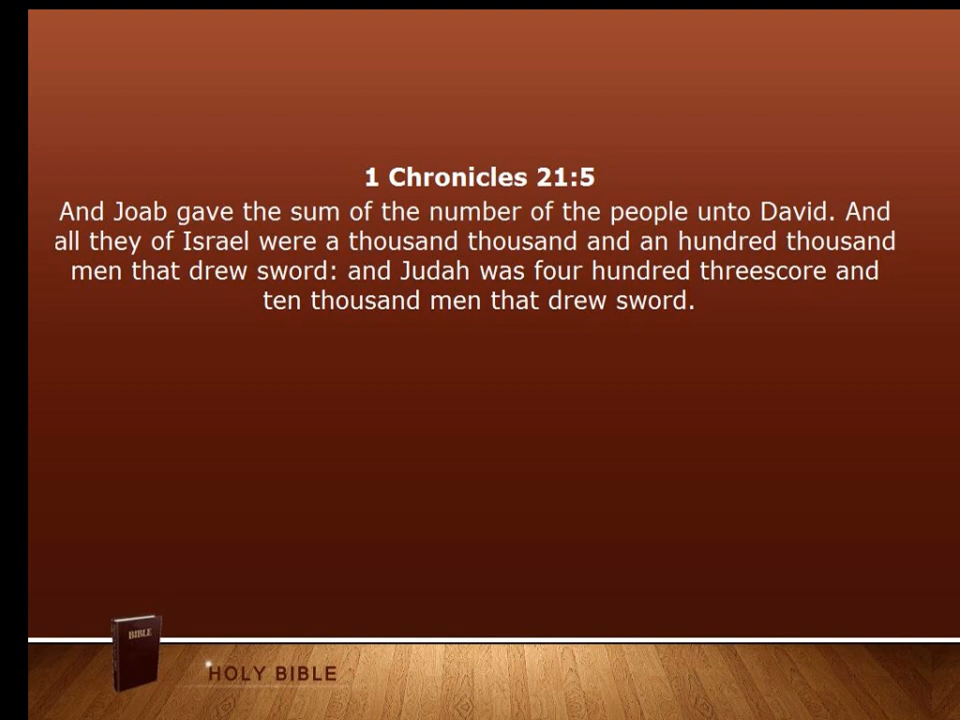 1 Chronicles 21:5
And Joab gave the sum of the number of the people unto David. And
all they of Israel were a thousand thousand and an hundred thousand
men that drew sword: and Judah was four hundred threescore and
ten thousand men that drew sword.
BIBLE
HOLY BIBLE